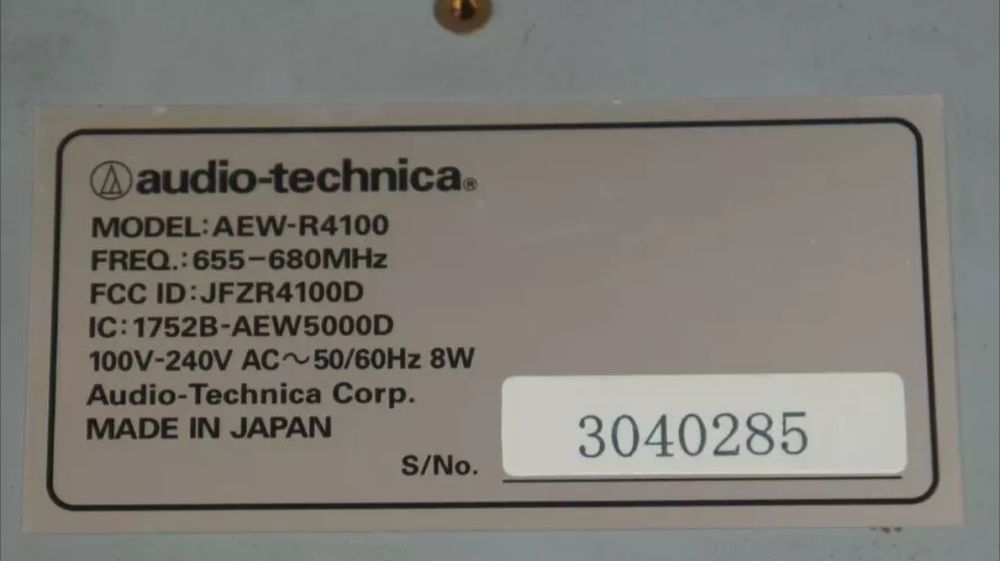 audio-technica®
MODEL:AEW-R4100
FREQ.:655-680MHz
FCC ID:JFZR4100D
IC:1752B-AEW5000D
100V-240V AC～50/60Hz 8W
Audio-Technica Corp.
MADE IN JAPAN
S/No. 3040285